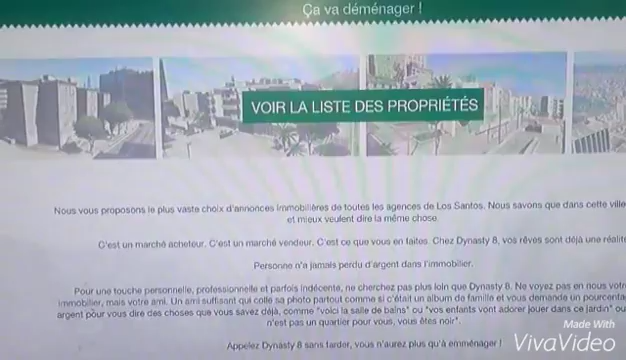 Ça va déménager !
VOIR LA LISTE DES PROPRIÉTÉS
Nous vous proposons le plus vaste choix d'annonces immobilières de toutes les agences de Los Santos. Nous savons que dans cette ville
et mieux veulent dire la même chose.
C'est un marché acheteur. C'est un marché vendeur. C'est ce que vous en faites. Chez Dynasty 8, vos rêves sont déjà une réalité
Personne n'a jamais perdu d'argent dans l'immobilier.
Pour une touche personnelle, professionnelle et parfois indécente, ne cherchez pas plus loin que Dynasty 8. Ne voyez pas en nous votr
immobilier, mais votre ami. Un ami suffisant qui colle sa photo partout comme si c'était un album de famille et vous demande un pourcenta
argent pour vous dire des choses que vous savez déjà, comme "voici la salle de bains" ou "vos enfants vont adorer jouer dans ce jardin" ou
n'est pas un quartier pour vous, vous êtes noir".
Appelez Dynasty 8 sans tarder, vous n'aurez plus qu'à emménager !
Made With
VivaVideo